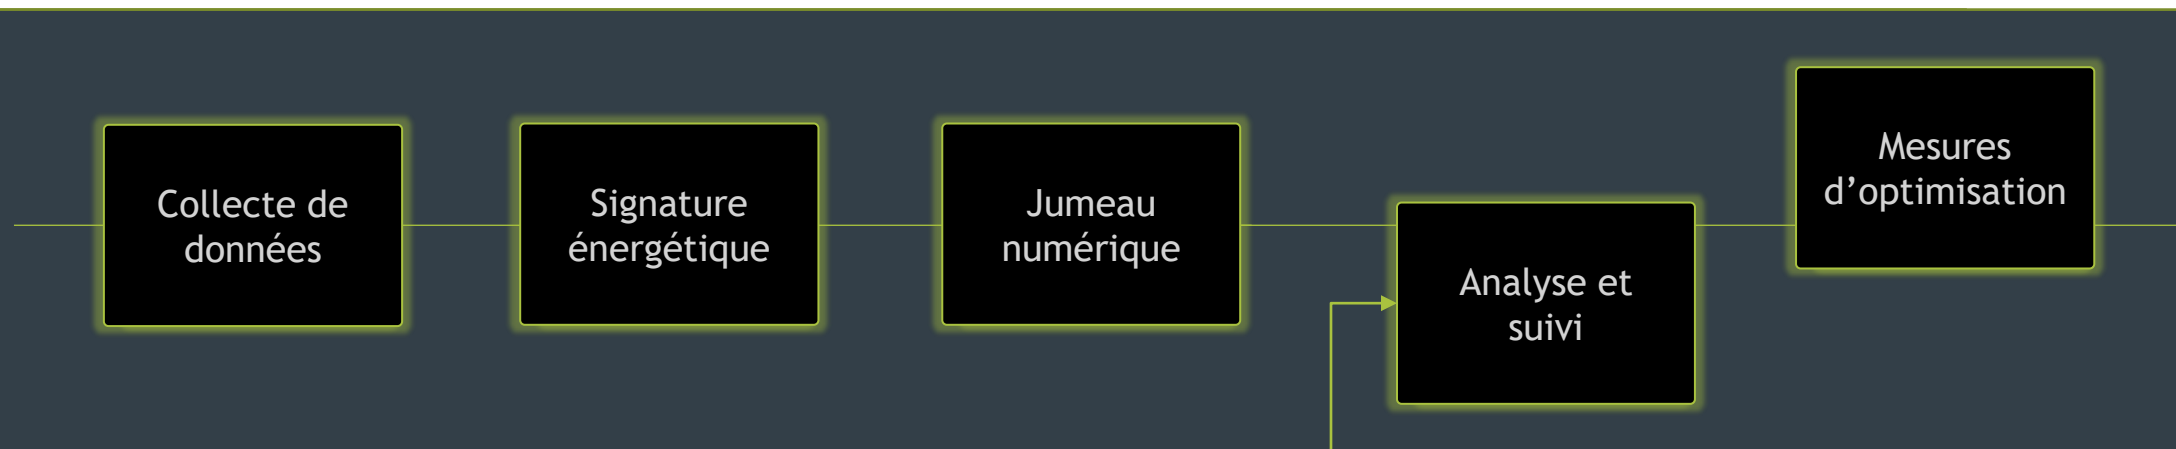 Collecte de
données
Signature
énergétique
Jumeau
numérique
Analyse et
suivi
Mesures
d’optimisation